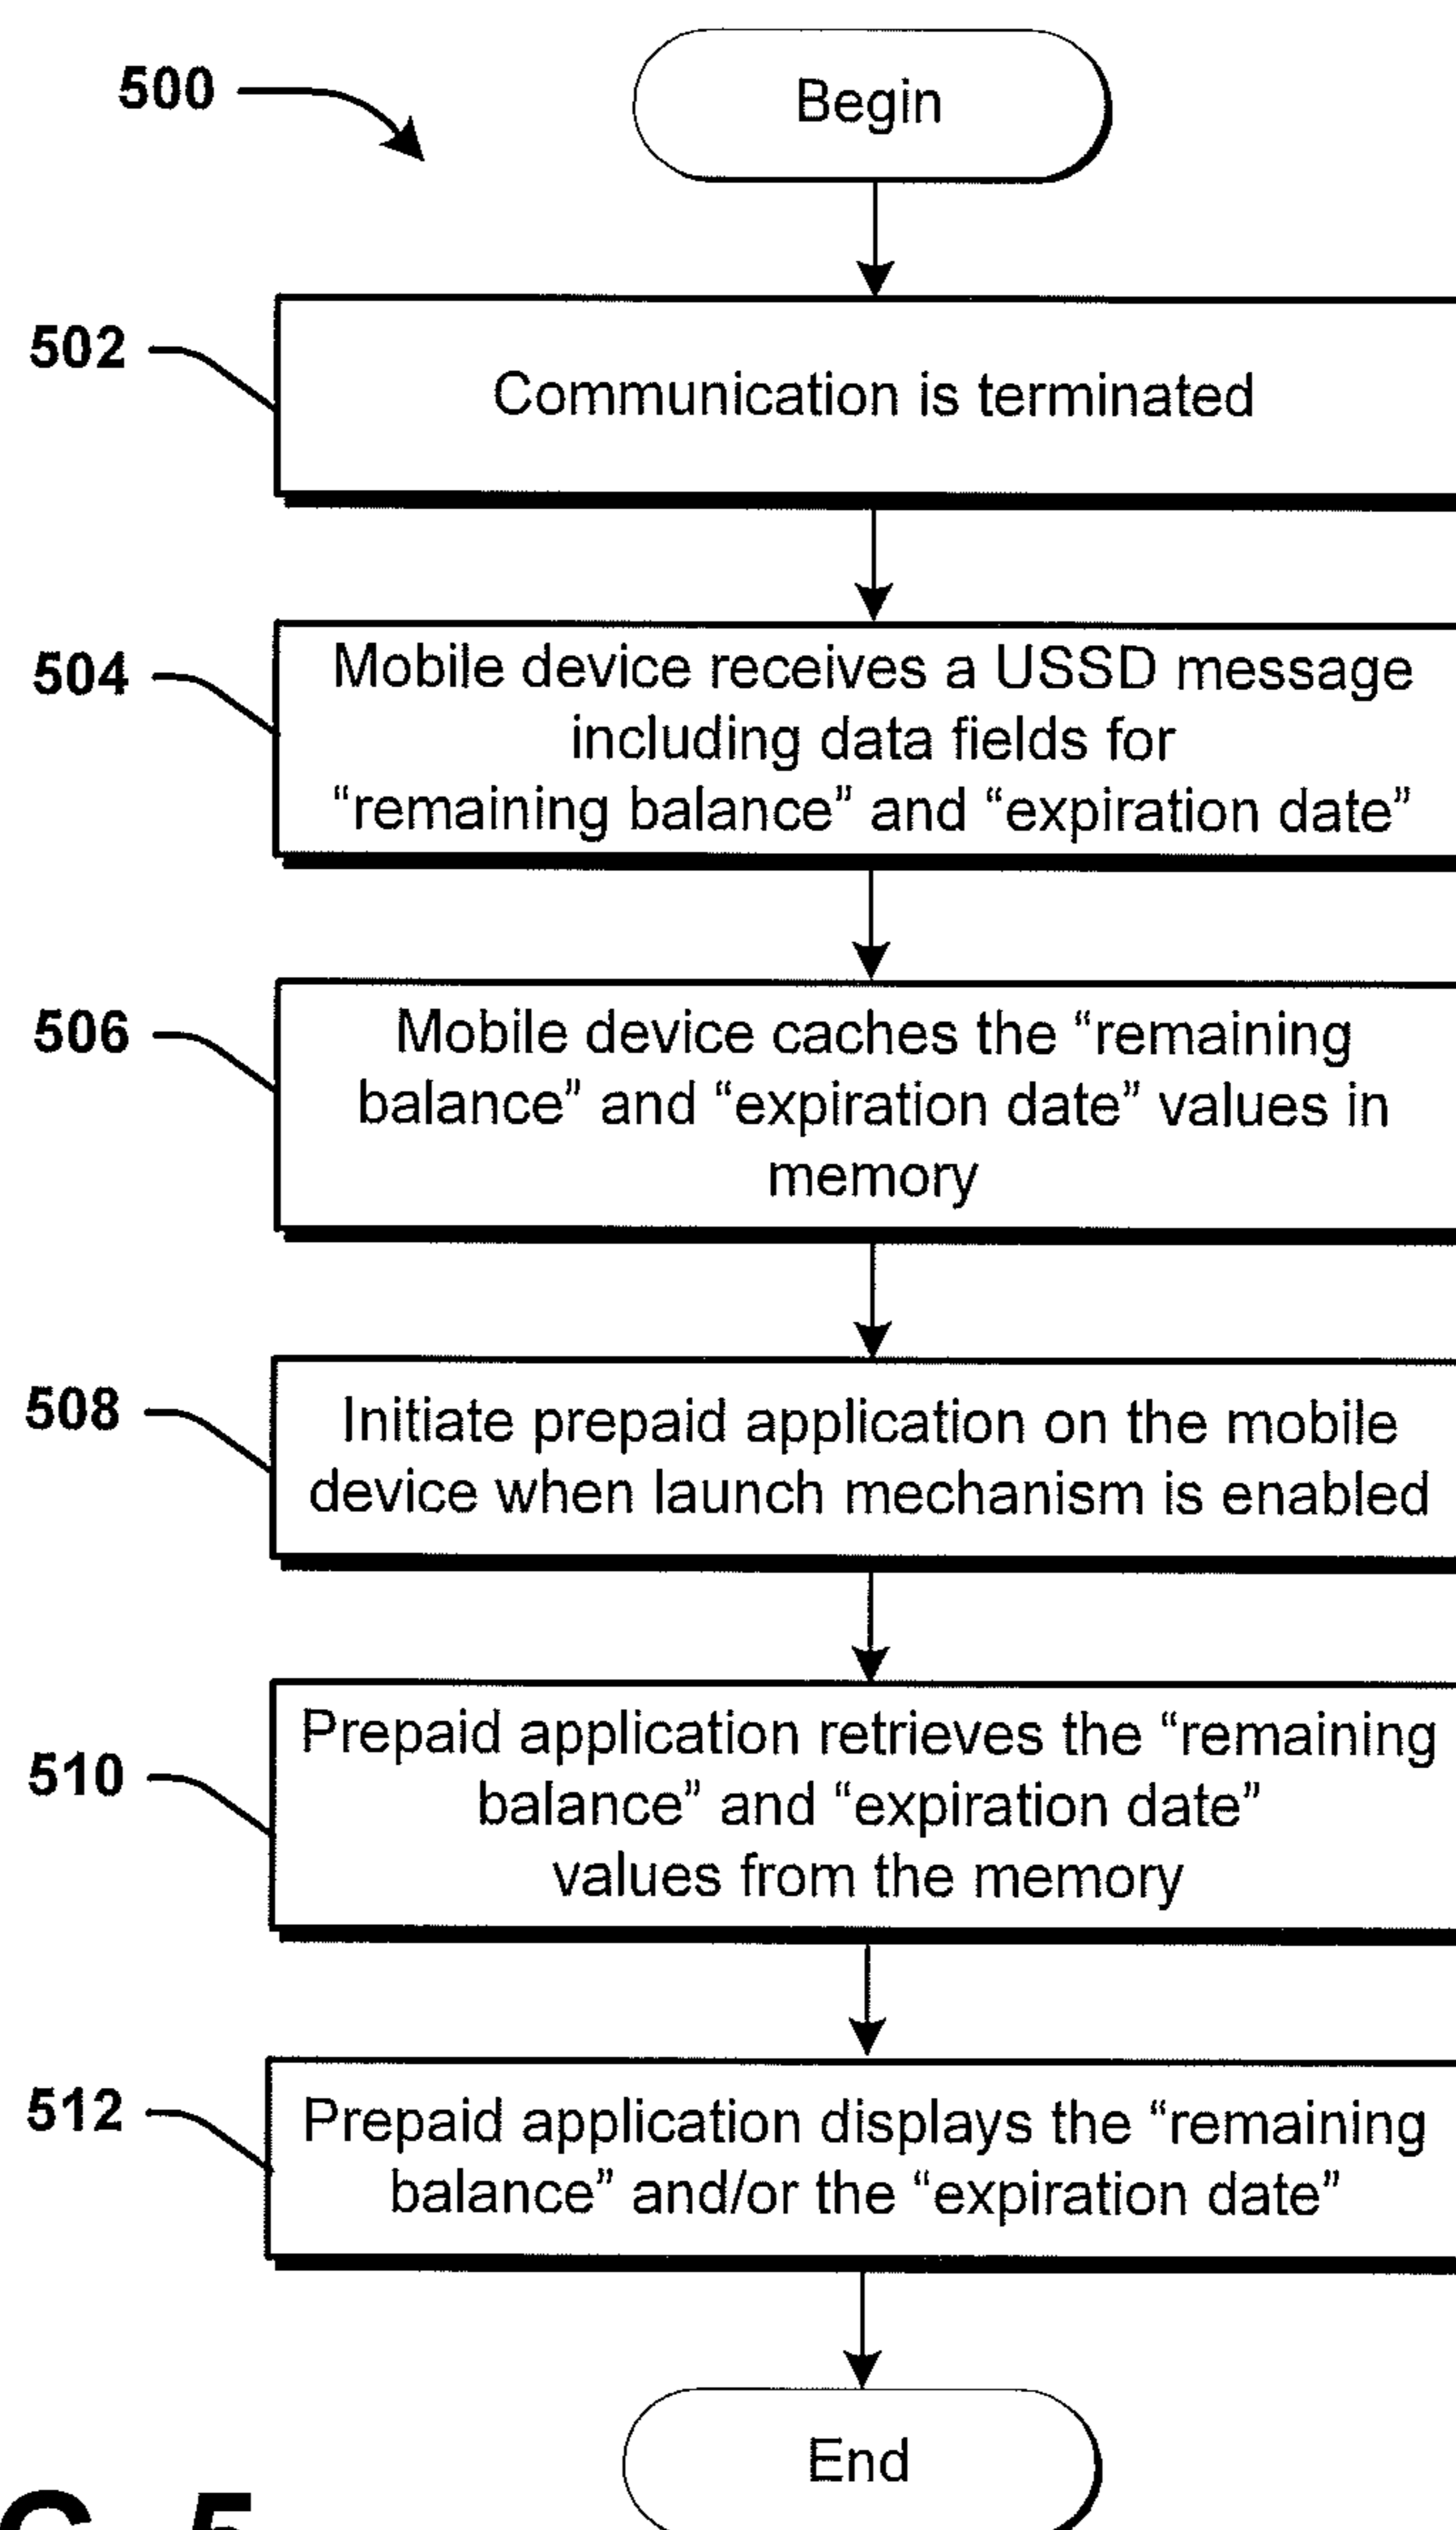 500
Begin
502
Communication is terminated
504
Mobile device receives a USSD message
including data fields for
“remaining balance” and “expiration date”
506
Mobile device caches the “remaining
balance” and “expiration date” values in
memory
508
Initiate prepaid application on the mobile
device when launch mechanism is enabled
510
Prepaid application retrieves the “remaining
balance” and “expiration date”
values from the memory
512
Prepaid application displays the “remaining
balance” and/or the “expiration date”
End
5